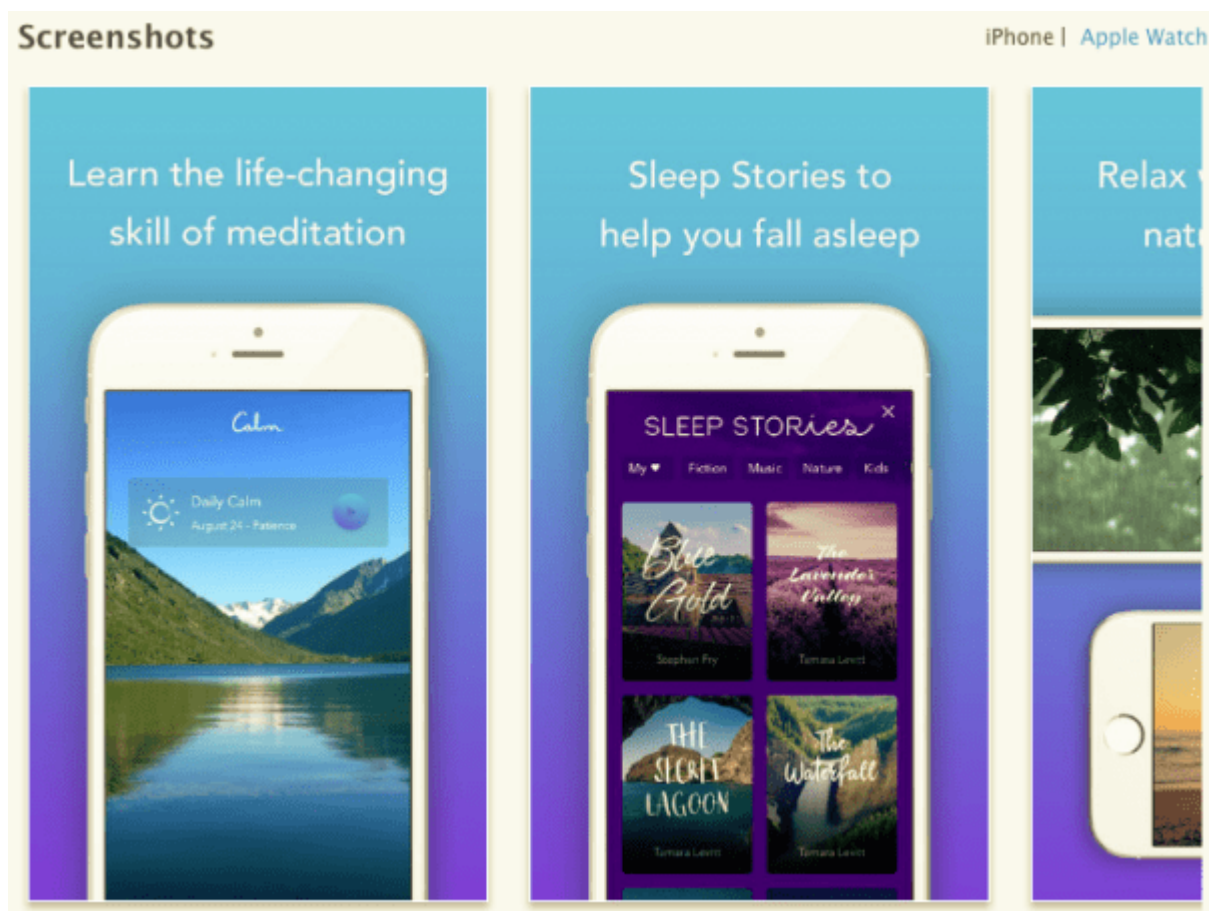 Screenshots
iPhone | Apple Watch
Learn the life-changing
skill of meditation
Calm
Daily Calm
August 24 - Patience
Sleep Stories to
help you fall asleep
SLEEP STORies
×
My ♥ Fiction Music Nature Kids
Blue
Gold
Stephen Fry
The
Lavender
Valley
Tamara Levitt
THE
SECRET
LAGOON
Tamara Levitt
The
Waterfall
Tamara Levitt
Relax